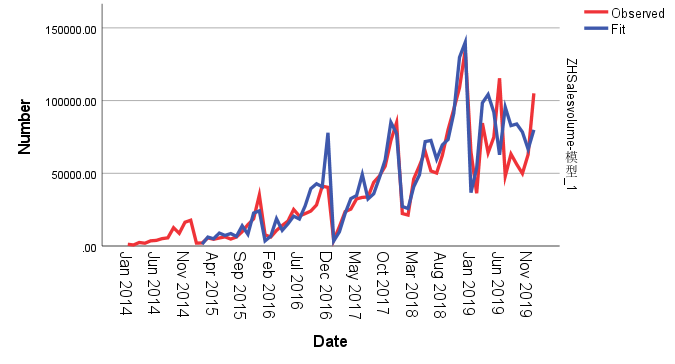 Observed
Fit
150000.00
100000.00
50000.00
.00
Number
ZHSalesvolume-模型_1
Jan 2014
Jun 2014
Nov 2014
Apr 2015
Sep 2015
Feb 2016
Jul 2016
Dec 2016
May 2017
Oct 2017
Mar 2018
Aug 2018
Jan 2019
Jun 2019
Nov 2019
Date